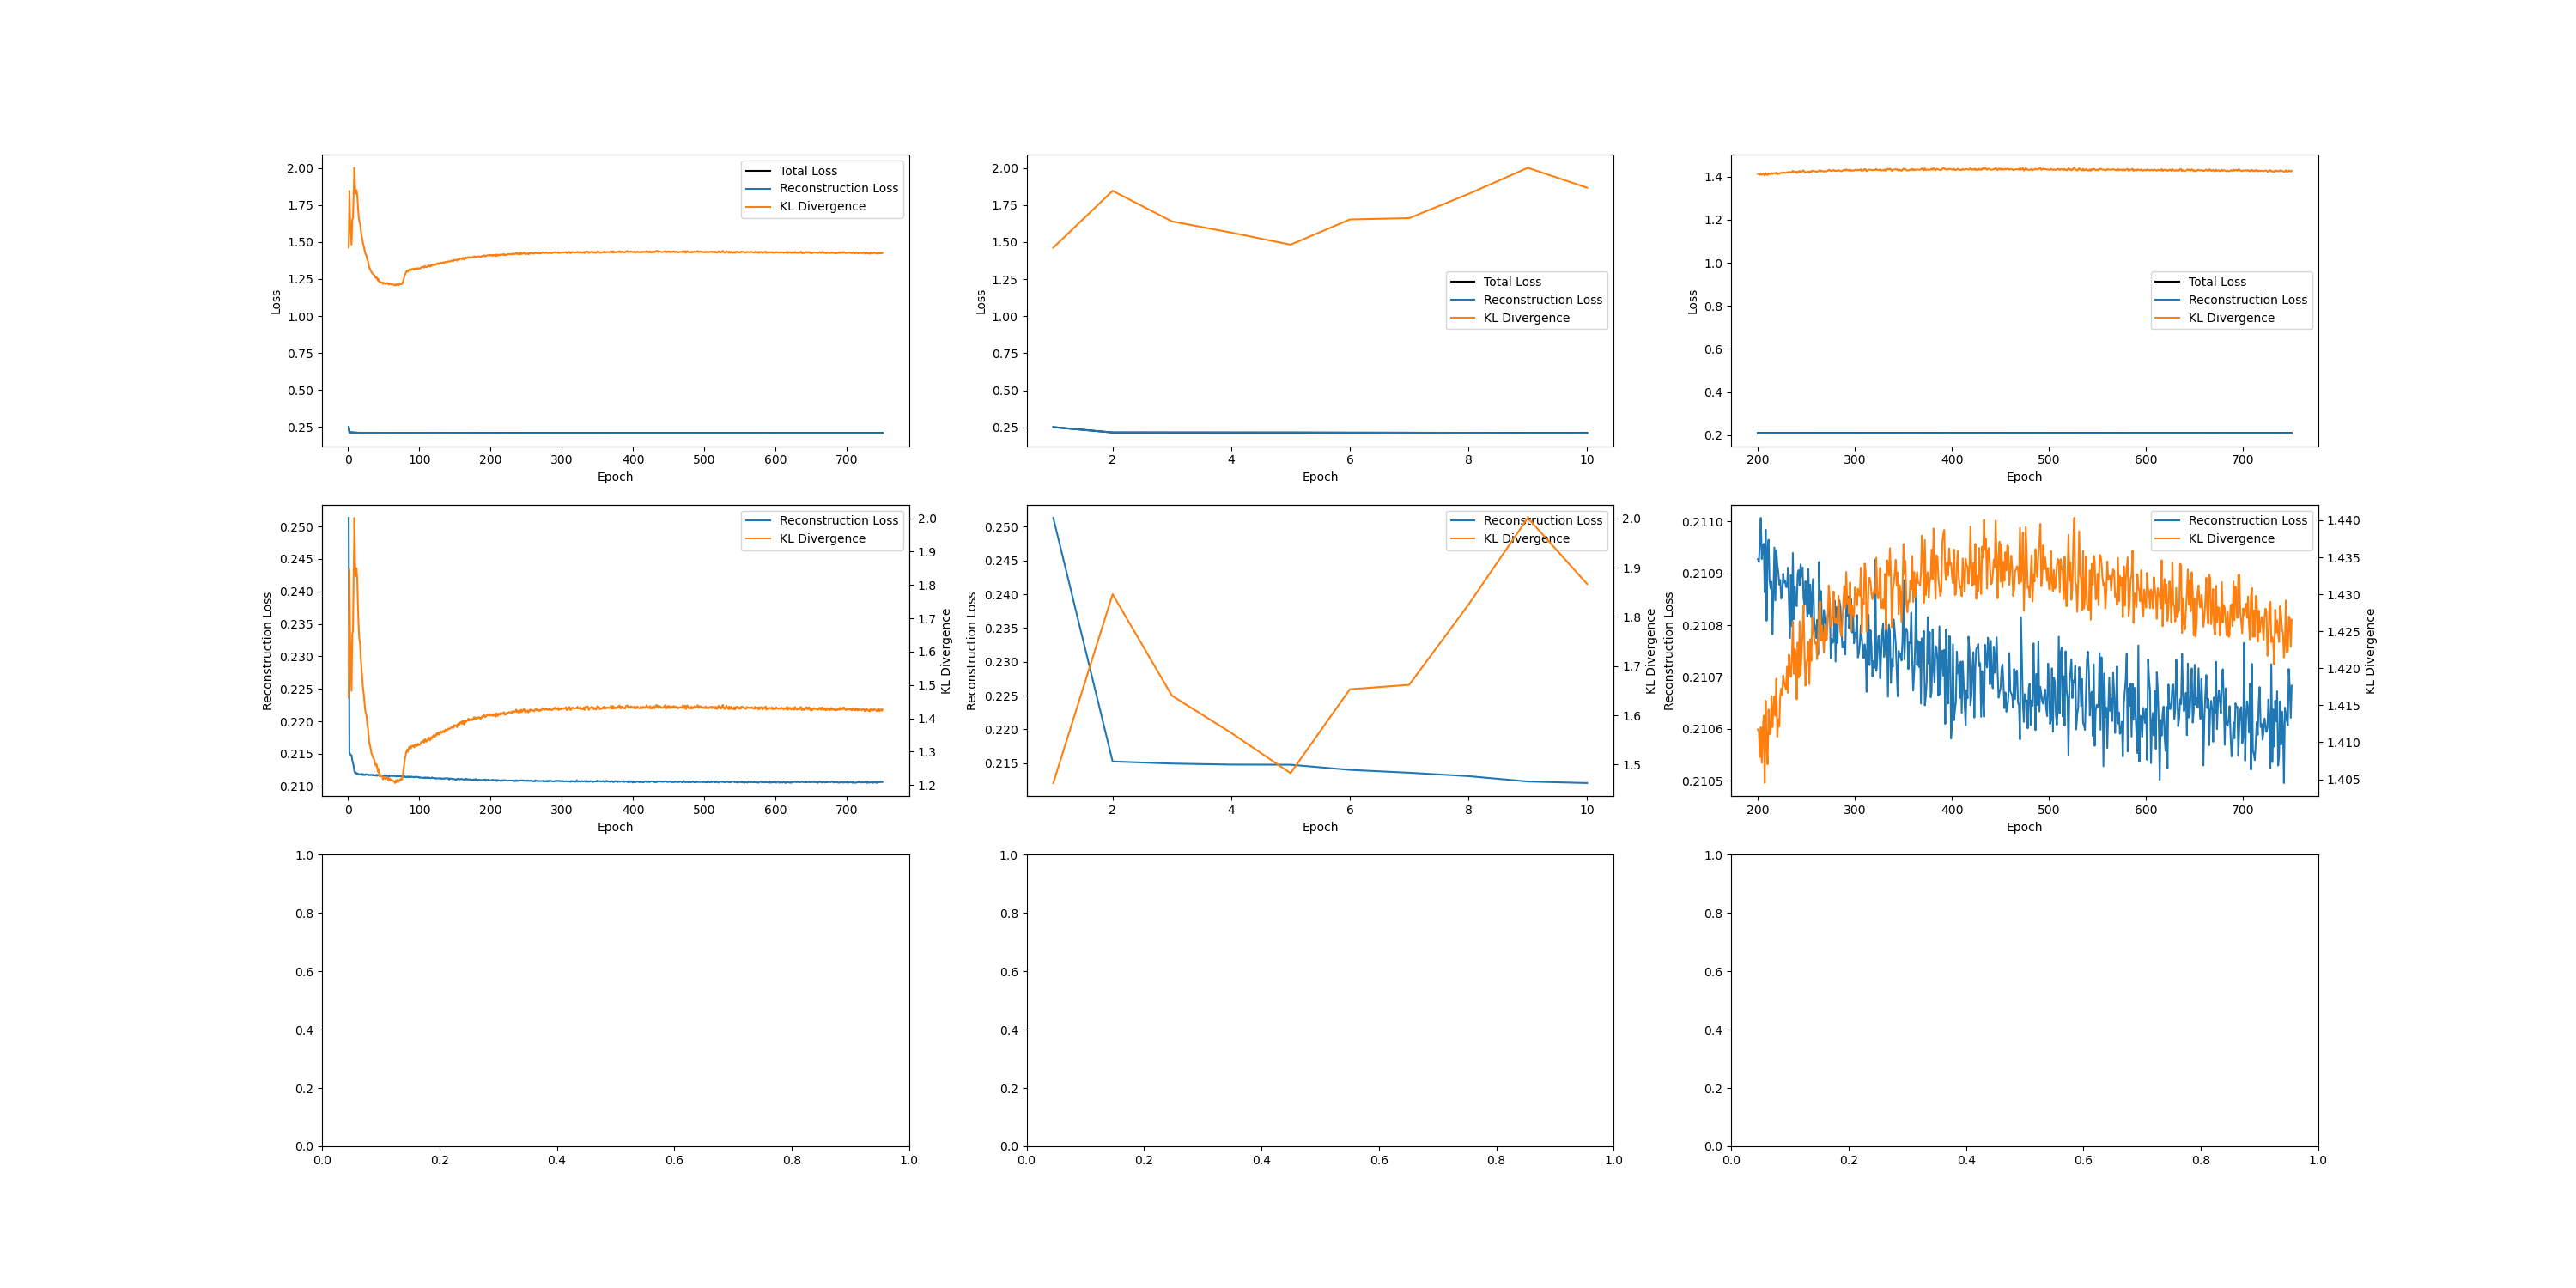 2.00
1.75
1.50
1.25
1.00
0.75
0.50
0.25
Loss
0 100 200 300 400 500 600 700
Epoch
Total Loss
Reconstruction Loss
KL Divergence
2.00
1.75
1.50
1.25
1.00
0.75
0.50
0.25
Loss
2 4 6 8 10
Epoch
Total Loss
Reconstruction Loss
KL Divergence
1.4
1.2
1.0
0.8
0.6
0.4
0.2
Loss
200 300 400 500 600 700
Epoch
Total Loss
Reconstruction Loss
KL Divergence
0.250
0.245
0.240
0.235
0.230
0.225
0.220
0.215
0.210
Reconstruction Loss
0 100 200 300 400 500 600 700
Epoch
Reconstruction Loss
KL Divergence
2.0
1.9
1.8
1.7
1.6
1.5
1.4
1.3
1.2
KL Divergence
0.250
0.245
0.240
0.235
0.230
0.225
0.220
0.215
Reconstruction Loss
2 4 6 8 10
Epoch
Reconstruction Loss
KL Divergence
2.0
1.9
1.8
1.7
1.6
1.5
KL Divergence
0.2110
0.2109
0.2108
0.2107
0.2106
0.2105
Reconstruction Loss
200 300 400 500 600 700
Epoch
Reconstruction Loss
KL Divergence
1.440
1.435
1.430
1.425
1.420
1.415
1.410
1.405
KL Divergence
1.0
0.8
0.6
0.4
0.2
0.0
0.0 0.2 0.4 0.6 0.8 1.0
1.0
0.8
0.6
0.4
0.2
0.0
0.0 0.2 0.4 0.6 0.8 1.0
1.0
0.8
0.6
0.4
0.2
0.0
0.0 0.2 0.4 0.6 0.8 1.0